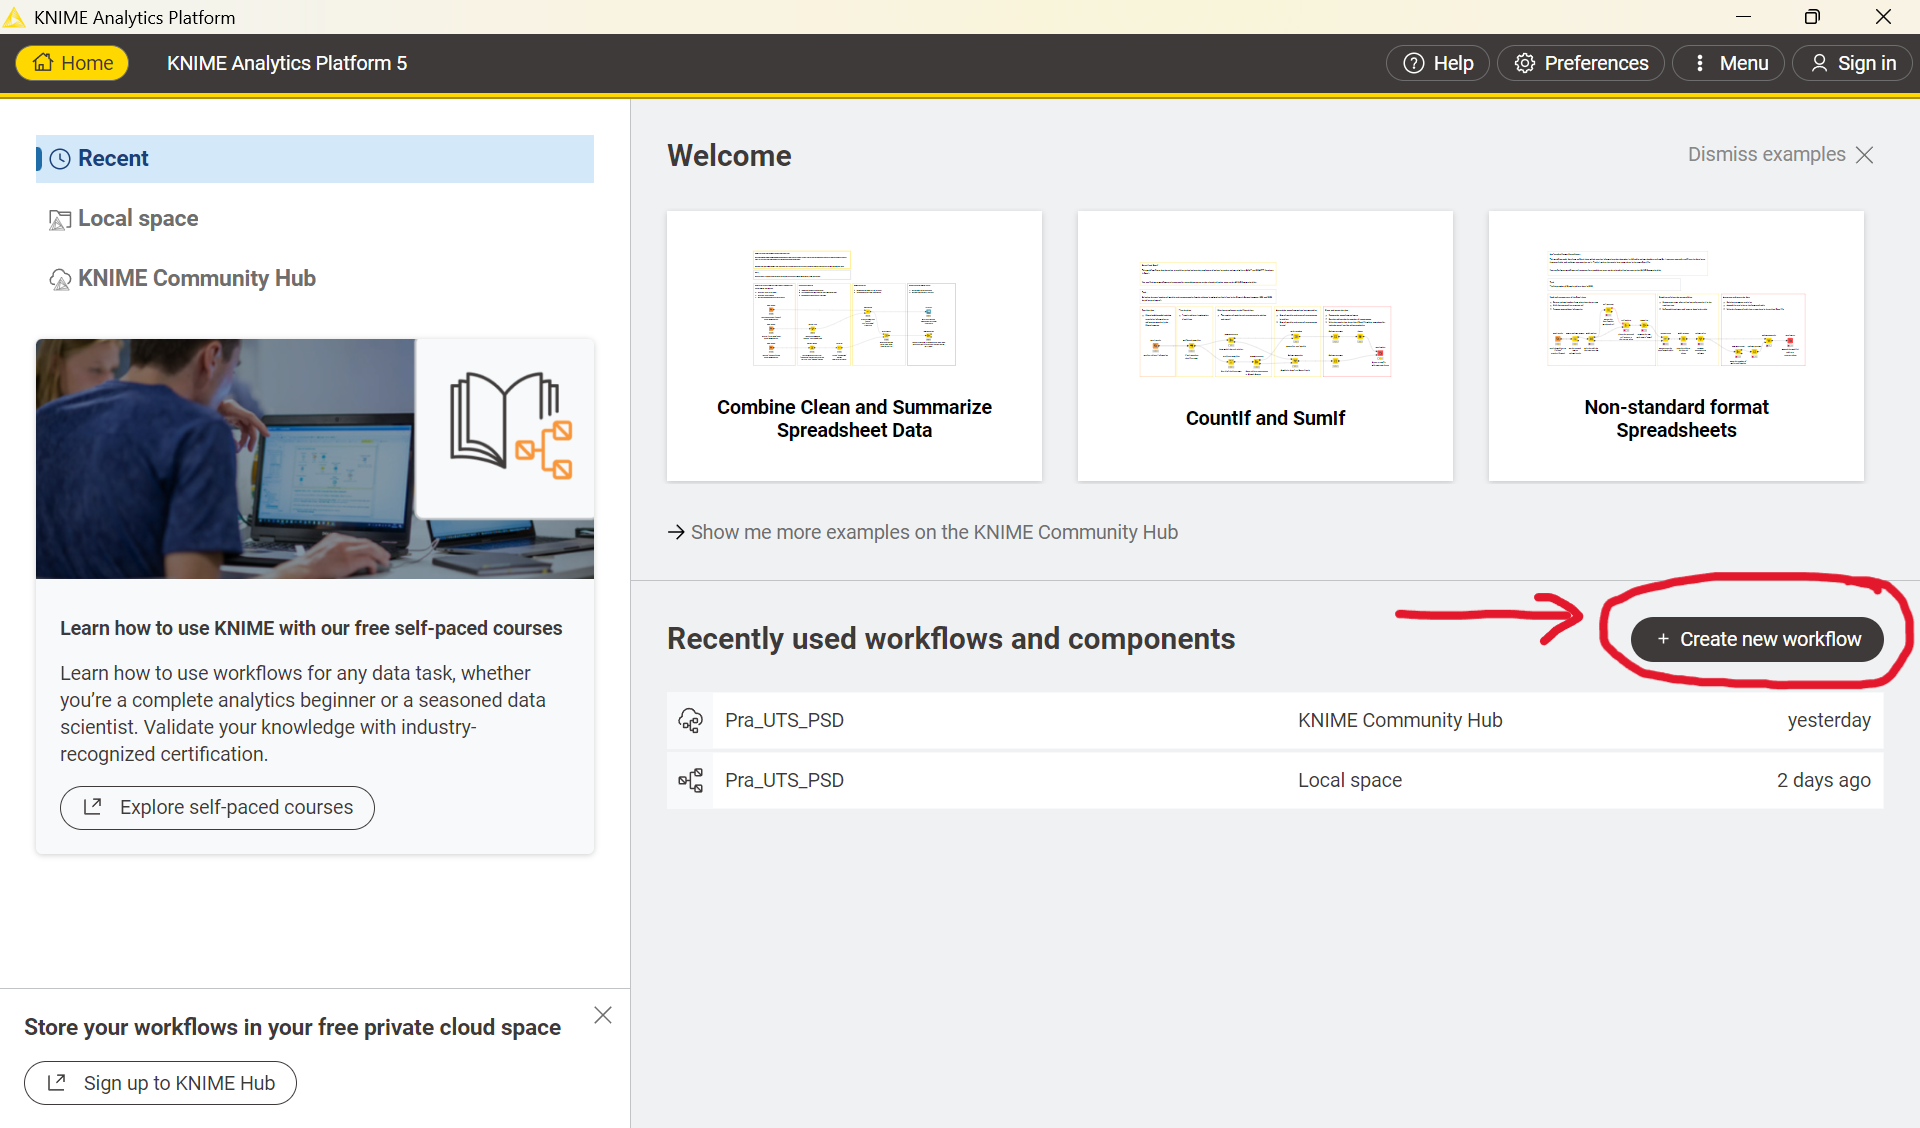 KNIME Analytics Platform
Home
KNIME Analytics Platform 5
Help
Preferences
Menu
Sign in
Recent
Local space
KNIME Community Hub
Learn how to use KNIME with our free self-paced courses
Learn how to use workflows for any data task, whether
you're a complete analytics beginner or a seasoned data
scientist. Validate your knowledge with industry-
recognized certification.
Explore self-paced courses
Store your workflows in your free private cloud space
Sign up to KNIME Hub
Welcome
Dismiss examples
Combine Clean and Summarize
Spreadsheet Data
CountIf and SumIf
Non-standard format
Spreadsheets
Show me more examples on the KNIME Community Hub
Recently used workflows and components
+ Create new workflow
Pra_UTS_PSD KNIME Community Hub yesterday
Pra_UTS_PSD Local space 2 days ago